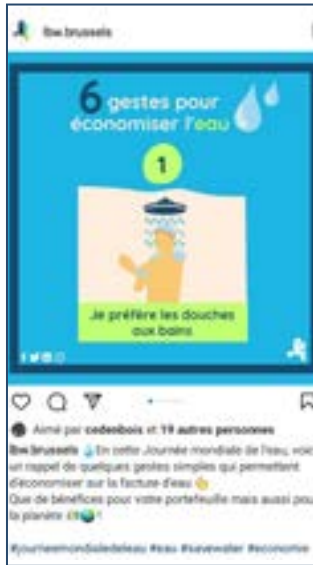 lbw.brussels
6 gestes pour
économiser l'eau
1
Je préfère les douches
aux bains
Aimé par cedenbois et 19 autres personnes
lbw.brussels En cette Journée mondiale de l'eau, voici
un rappel de quelques gestes simples qui permettent
d'économiser sur la facture d'eau
Que de bénéfices pour votre portefeuille mais aussi pour
la planète !
#journeemondialedeleau #eau #savewater #economie